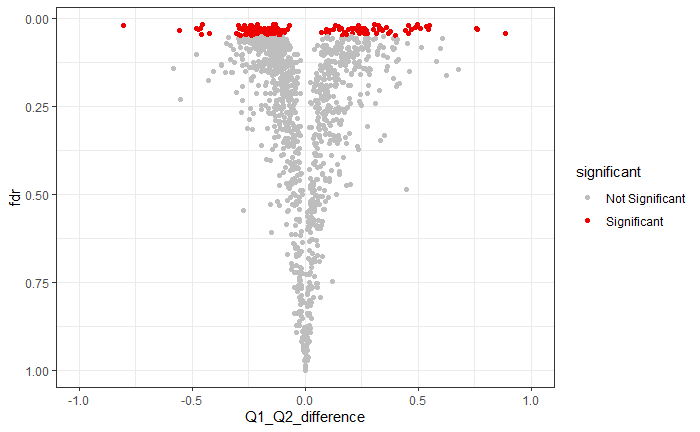 0.00
0.25
0.50
0.75
1.00
fdr
-1.0
-0.5
0.0
0.5
1.0
Q1_Q2_difference
significant
Not Significant
Significant